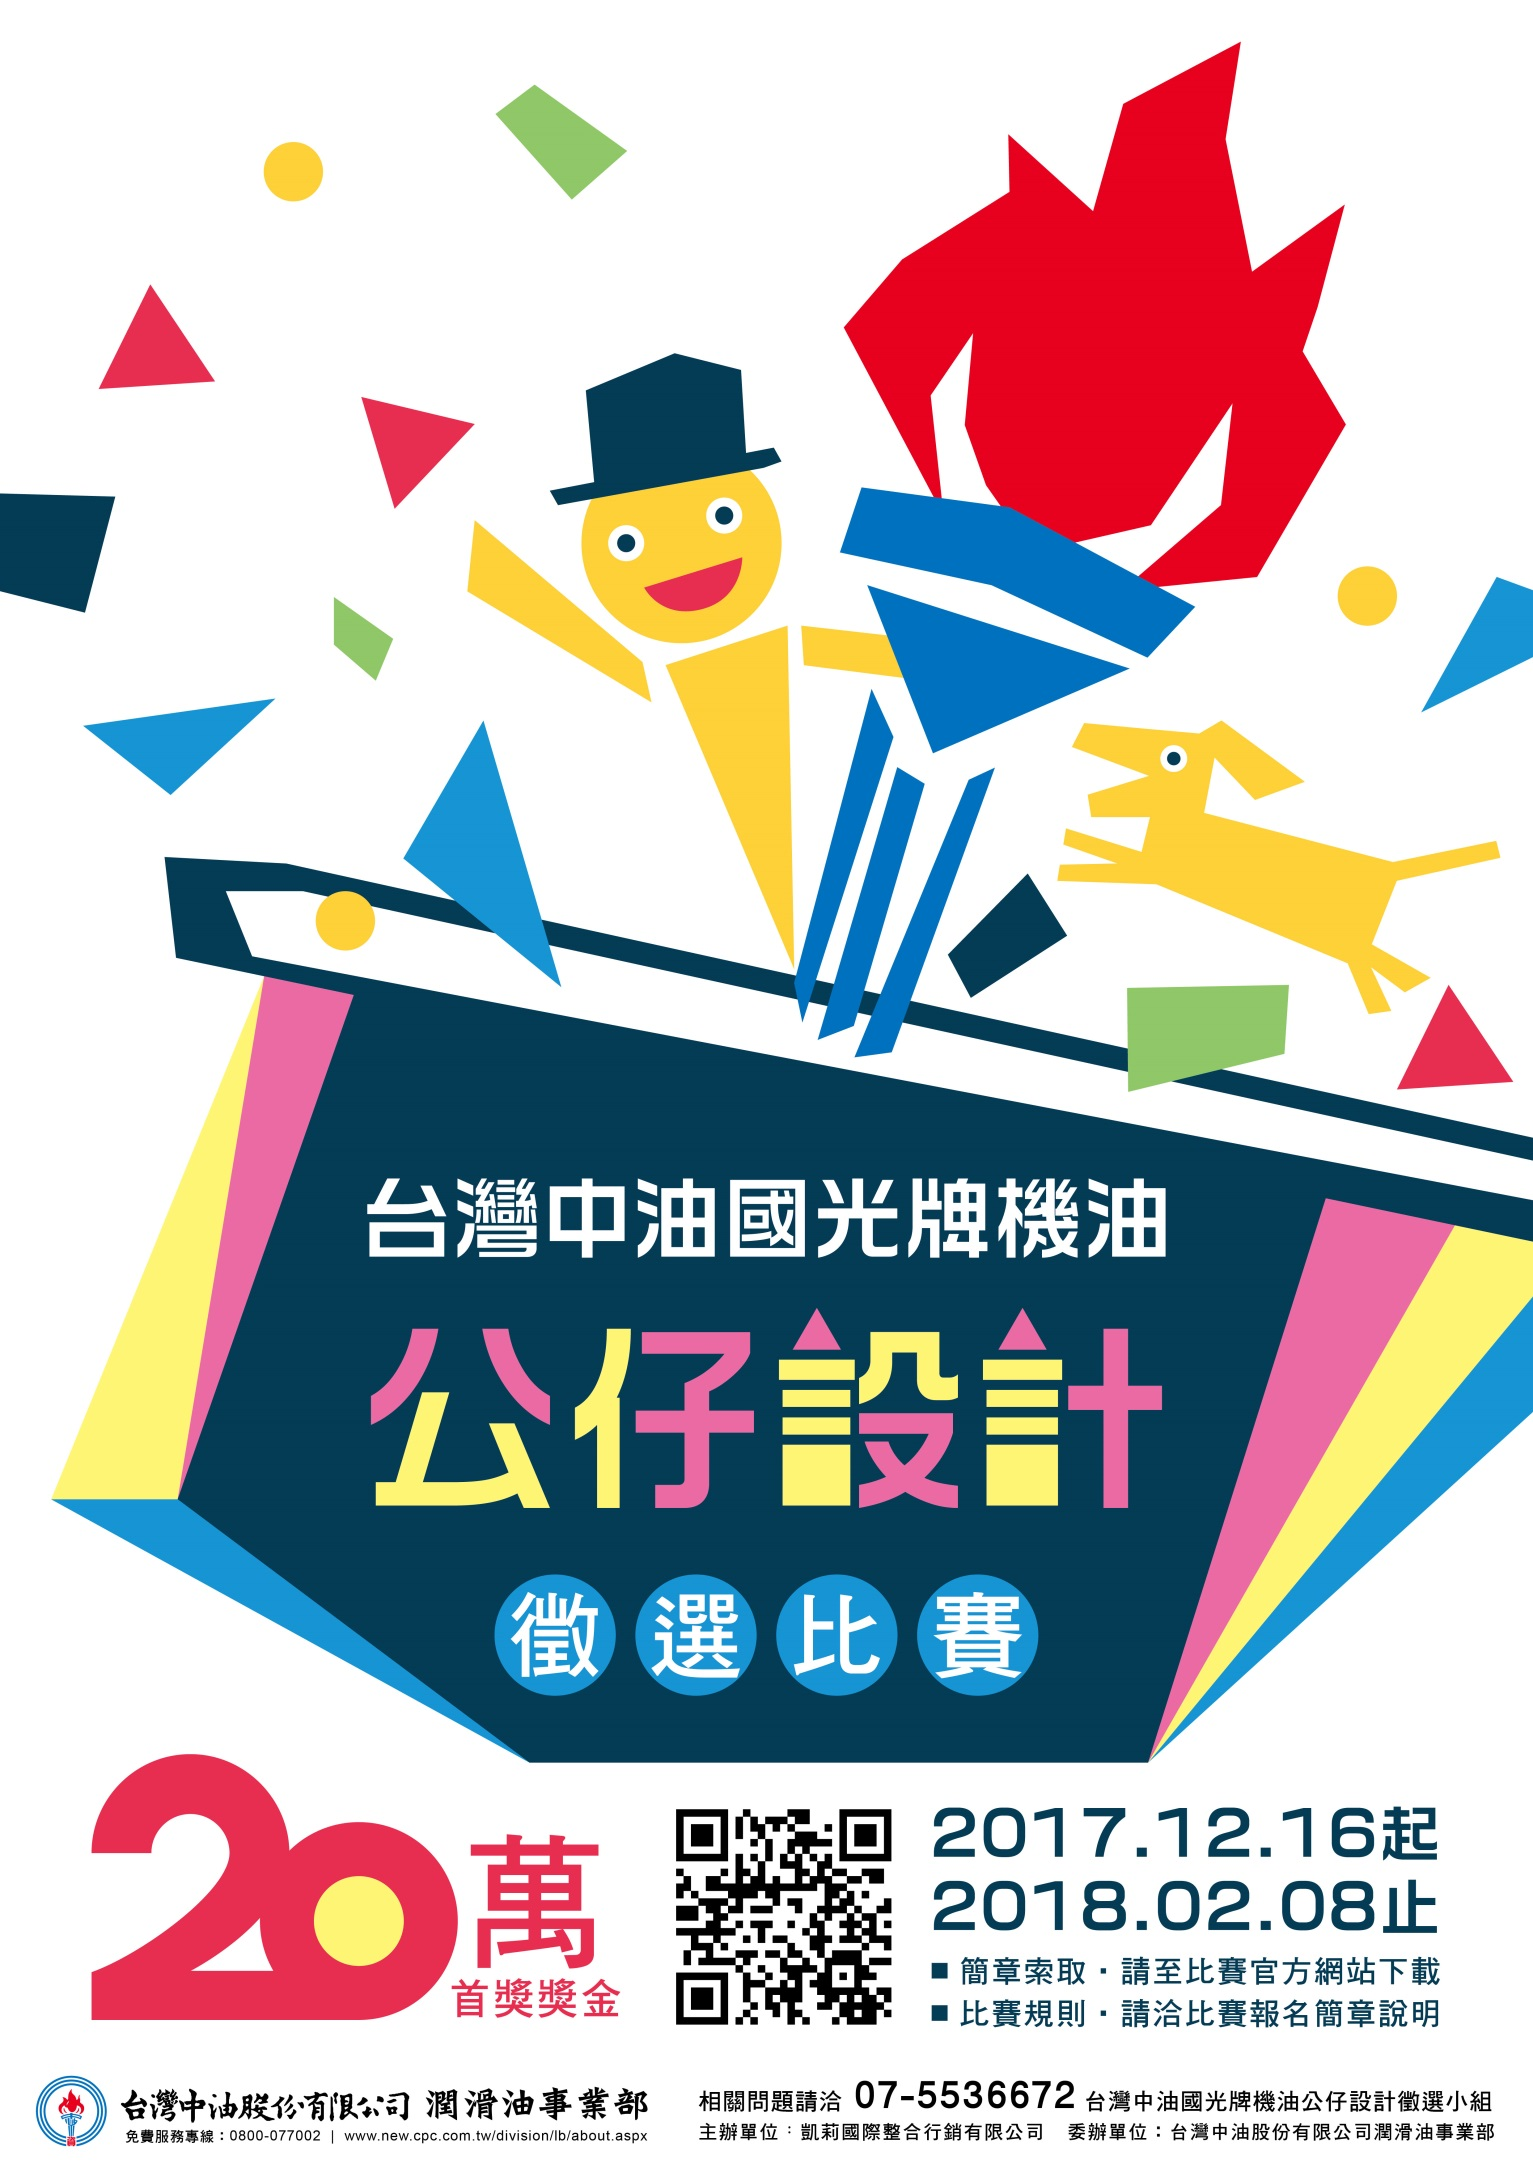 台灣中油國光牌機油
公仔設計
徵選比賽
20萬
首獎獎金
2017.12.16起
2018.02.08止
■ 簡章索取・請至比賽官方網站下載
■ 比賽規則・請洽比賽報名簡章說明
台灣中油股份有限公司 潤滑油事業部
免費服務專線：0800-077002 | www.new.cpc.com.tw/division/lb/about.aspx
相關問題請洽 07-5536672 台灣中油國光牌機油公仔設計徵選小組
主辦單位：凱莉國際整合行銷有限公司 委辦單位：台灣中油股份有限公司潤滑油事業部